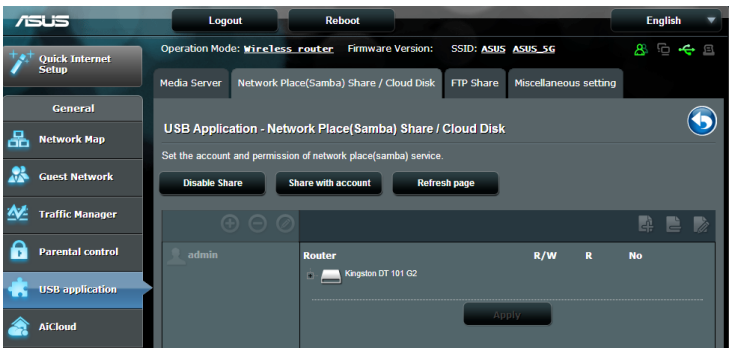 ASUS
Logout
Reboot
English
Operation Mode: Wireless router Firmware Version: SSID: ASUS ASUS_5G
Quick Internet
Setup
General
Network Map
Guest Network
Traffic Manager
Parental control
USB application
AiCloud
Media Server
Network Place(Samba) Share / Cloud Disk
FTP Share
Miscellaneous setting
USB Application - Network Place(Samba) Share / Cloud Disk
Set the account and permission of network place(samba) service.
Disable Share
Share with account
Refresh page
admin
Router R/W R No
Kingston DT 101 G2
Apply